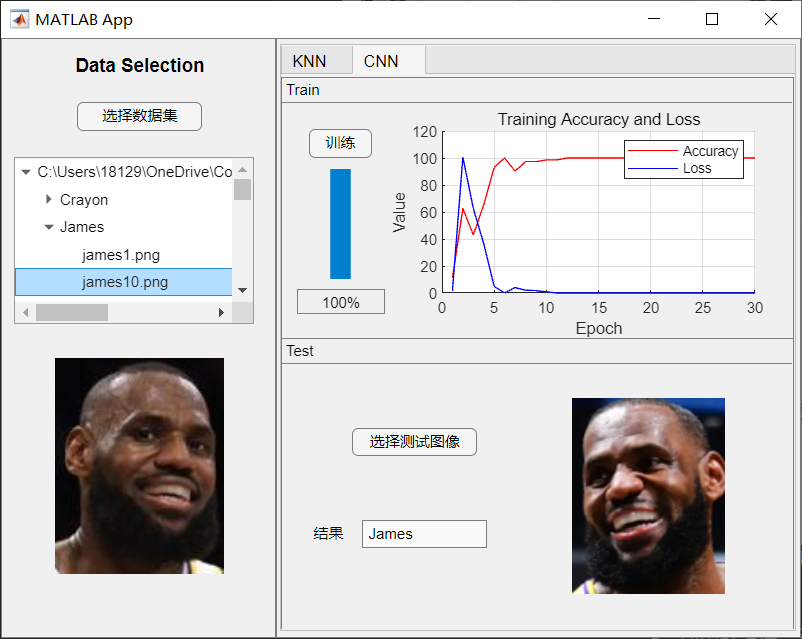 MATLAB App
Data Selection
选择数据集
C:\Users\18129\OneDrive\Co
Crayon
James
james1.png
james10.png
KNN
CNN
Train
训练
100%
Training Accuracy and Loss
Accuracy
Loss
Value
120
100
80
60
40
20
0
0 5 10 15 20 25 30
Epoch
Test
选择测试图像
结果
James